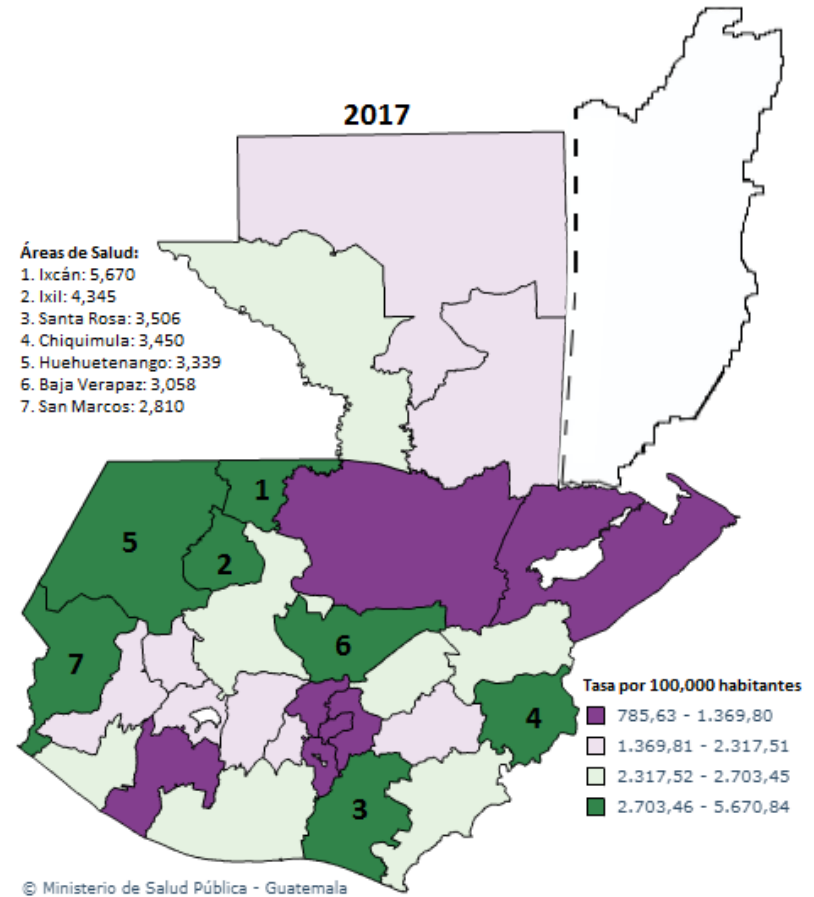 2017
Áreas de Salud:
1. Ixcán: 5,670
2. Ixil: 4,345
3. Santa Rosa: 3,506
4. Chiquimula: 3,450
5. Huehuetenango: 3,339
6. Baja Verapaz: 3,058
7. San Marcos: 2,810
1
5
2
6
7
4
3
Tasa por 100,000 habitantes
785,63 - 1.369,80
1.369,81 - 2.317,51
2.317,52 - 2.703,45
2.703,46 - 5.670,84
© Ministerio de Salud Pública - Guatemala